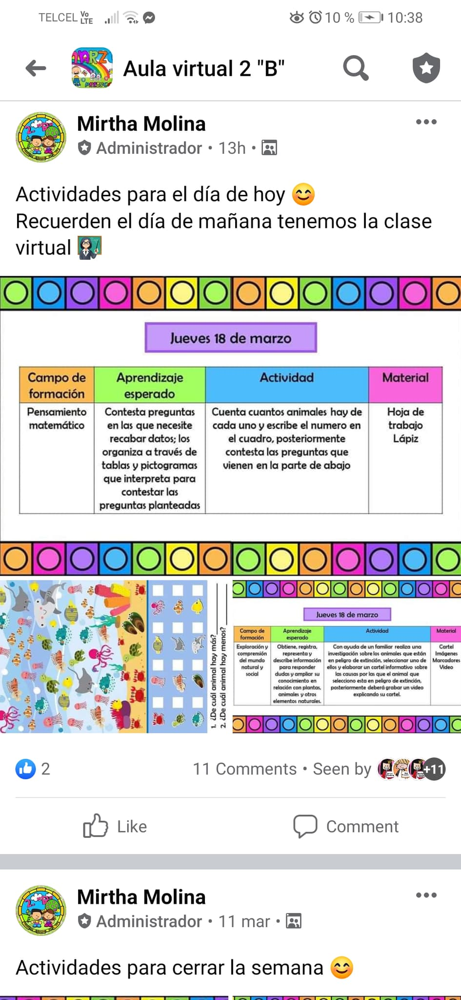 TELCEL Vo LTE 10 % 10:38
Aula virtual 2 "B"
Mirtha Molina
Administrador • 13h •
Actividades para el día de hoy 😊
Recuerden el día de mañana tenemos la clase
virtual 👩‍🏫
Jueves 18 de marzo
Campo de
formación
Aprendizaje
esperado
Actividad
Material
Pensamiento
matemático
Contesta preguntas
en las que necesite
recabar datos; los
organiza a través de
tablas y pictogramas
que interpreta para
contestar las
preguntas planteadas
Cuenta cuantos animales hay de
cada uno y escribe el numero en
el cuadro, posteriormente
contesta las preguntas que
vienen en la parte de abajo
Hoja de
trabajo
Lápiz
1. ¿De cuál animal hay más?
2. ¿De cuál animal hay menos?
Jueves 18 de marzo
Campo de
formación
Aprendizaje
esperado
Actividad
Material
Exploración y
comprensión
del mundo
natural y
social
Obtiene, registra,
representa y
describe información
para responder
dudas y ampliar su
conocimiento en
relación con plantas,
animales y otros
elementos naturales.
Con ayuda de un familiar realiza una
investigación sobre los animales que están
en peligro de extinción, seleccionar uno de
ellos y elaborar un cartel informativo sobre
las causas por las que el animal que
selecciono esta en peligro de extinción,
posteriormente deberá grabar un video
explicando su cartel.
Cartel
Imágenes
Marcadores
Video
2
11 Comments • Seen by +11
Like
Comment
Mirtha Molina
Administrador • 11 mar •
Actividades para cerrar la semana 😊